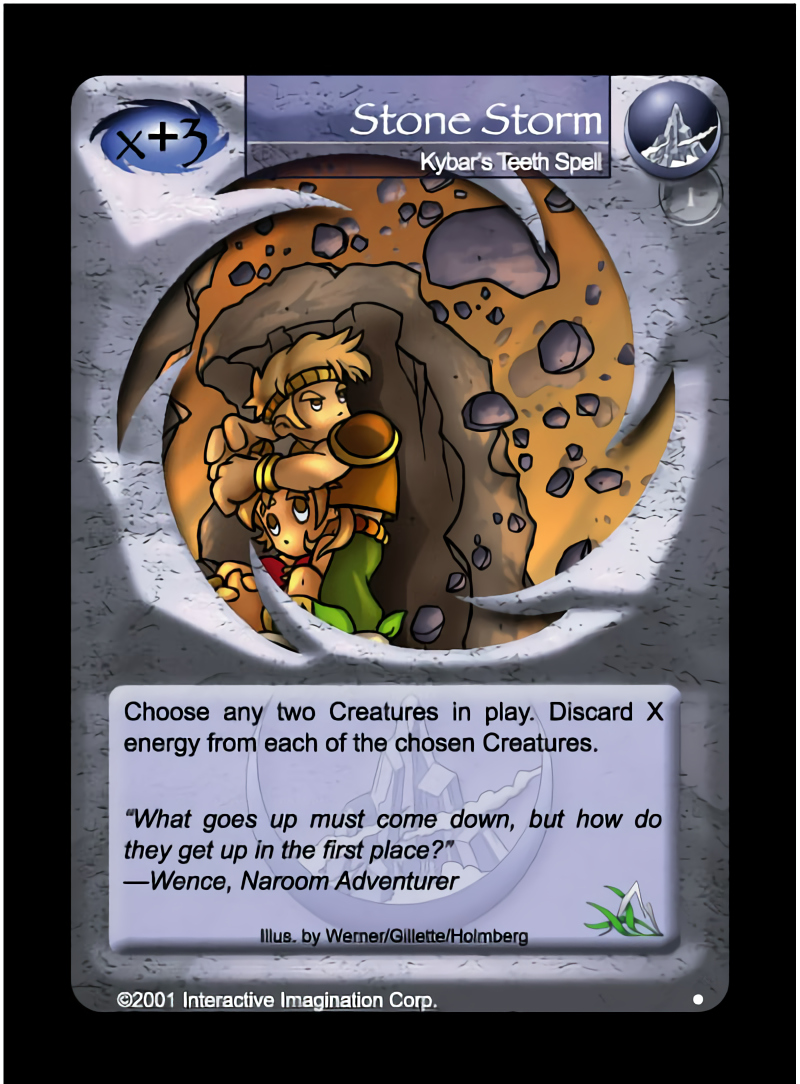 x+3
Stone Storm
Kybar's Teeth Spell
1
Choose any two Creatures in play. Discard X
energy from each of the chosen Creatures.
"What goes up must come down, but how do
they get up in the first place?"
—Wence, Naroom Adventurer
Illus. by Werner/Gillette/Holmberg
©2001 Interactive Imagination Corp.